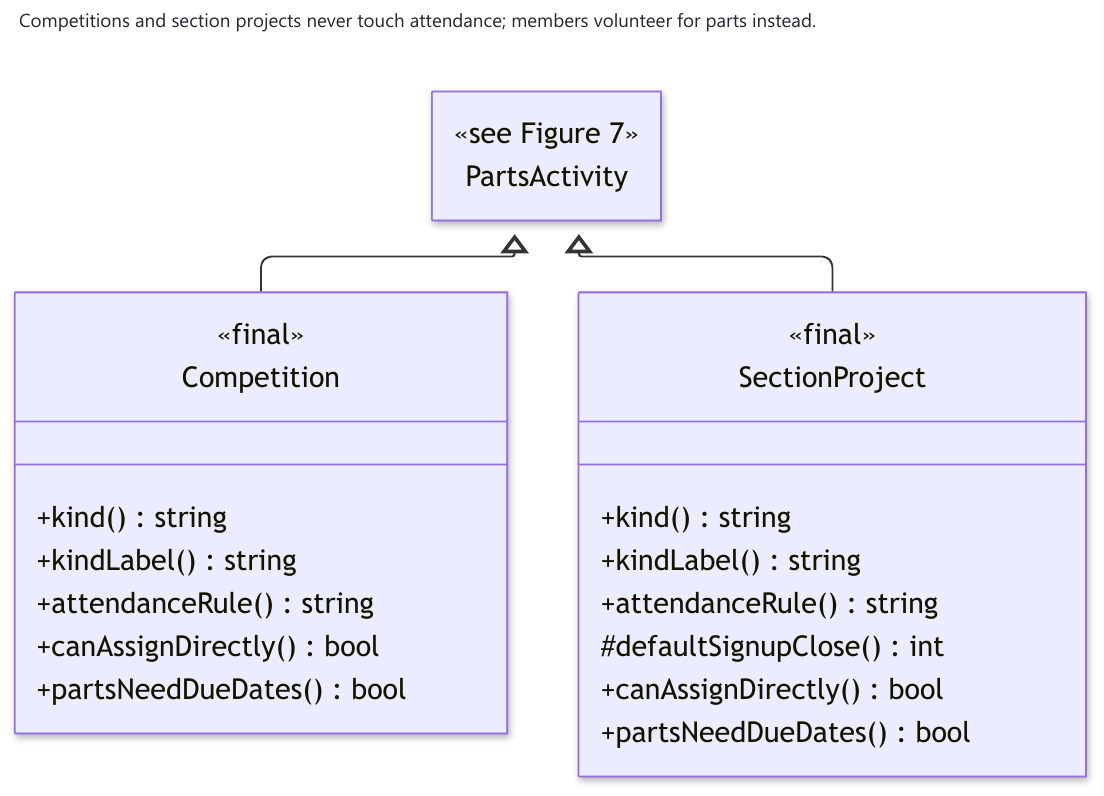 Competitions and section projects never touch attendance; members volunteer for parts instead.
«see Figure 7»
PartsActivity
«final»
Competition
+kind() : string
+kindLabel() : string
+attendanceRule() : string
+canAssignDirectly() : bool
+partsNeedDueDates() : bool
«final»
SectionProject
+kind() : string
+kindLabel() : string
+attendanceRule() : string
#defaultSignupClose() : int
+canAssignDirectly() : bool
+partsNeedDueDates() : bool